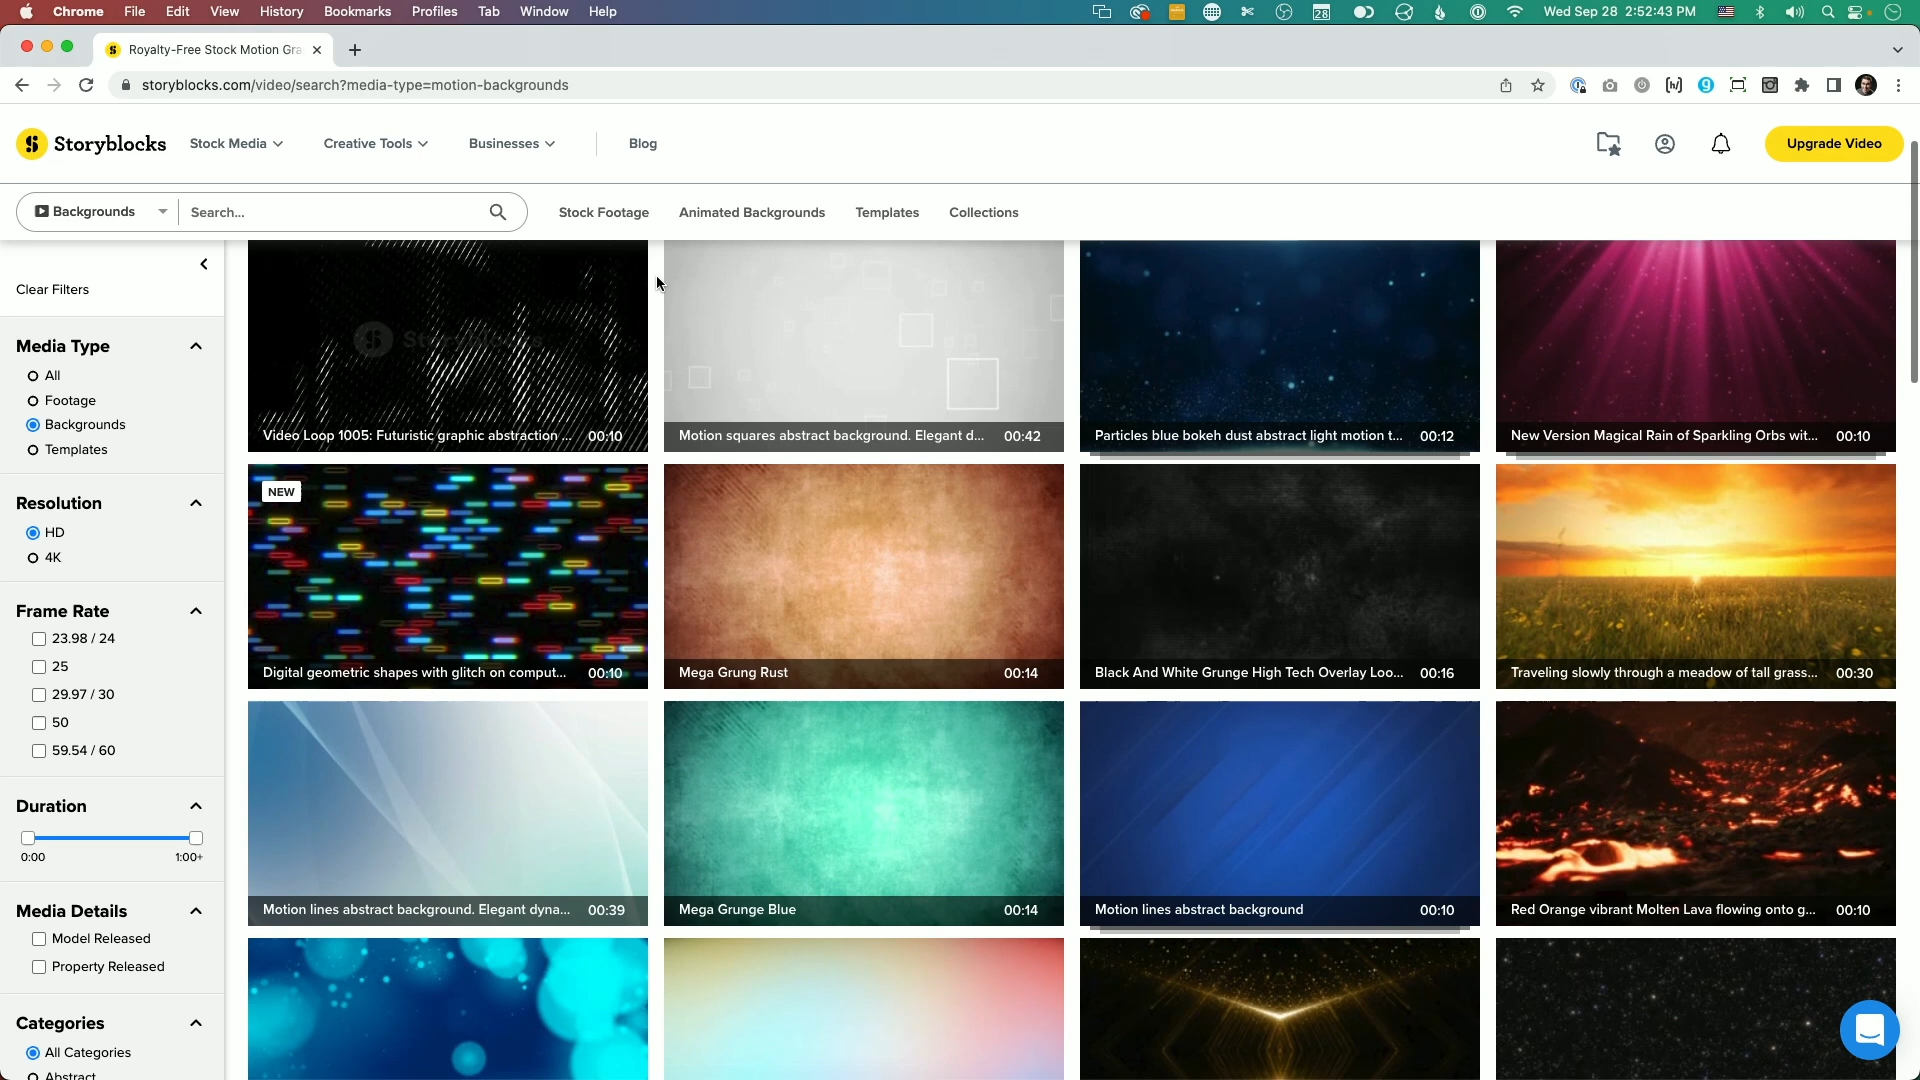 Chrome File Edit View History Bookmarks Profiles Tab Window Help
28 Wed Sep 28 2:52:43 PM
Royalty-Free Stock Motion Gra
storyblocks.com/video/search?media-type=motion-backgrounds
Storyblocks Stock Media Creative Tools Businesses Blog Upgrade Video
Backgrounds Search... Stock Footage Animated Backgrounds Templates Collections
Clear Filters
Media Type
All
Footage
Backgrounds
Templates
Resolution
HD
4K
Frame Rate
23.98 / 24
25
29.97 / 30
50
59.54 / 60
Duration
0:00 1:00+
Media Details
Model Released
Property Released
Categories
All Categories
Abstract
Storyblocks
Video Loop 1005: Futuristic graphic abstraction ... 00:10
Motion squares abstract background. Elegant d... 00:42
Particles blue bokeh dust abstract light motion t... 00:12
New Version Magical Rain of Sparkling Orbs wit... 00:10
NEW
Digital geometric shapes with glitch on comput... 00:10
Mega Grung Rust 00:14
Black And White Grunge High Tech Overlay Loo... 00:16
Traveling slowly through a meadow of tall grass... 00:30
Motion lines abstract background. Elegant dyna... 00:39
Mega Grunge Blue 00:14
Motion lines abstract background 00:10
Red Orange vibrant Molten Lava flowing onto g... 00:10